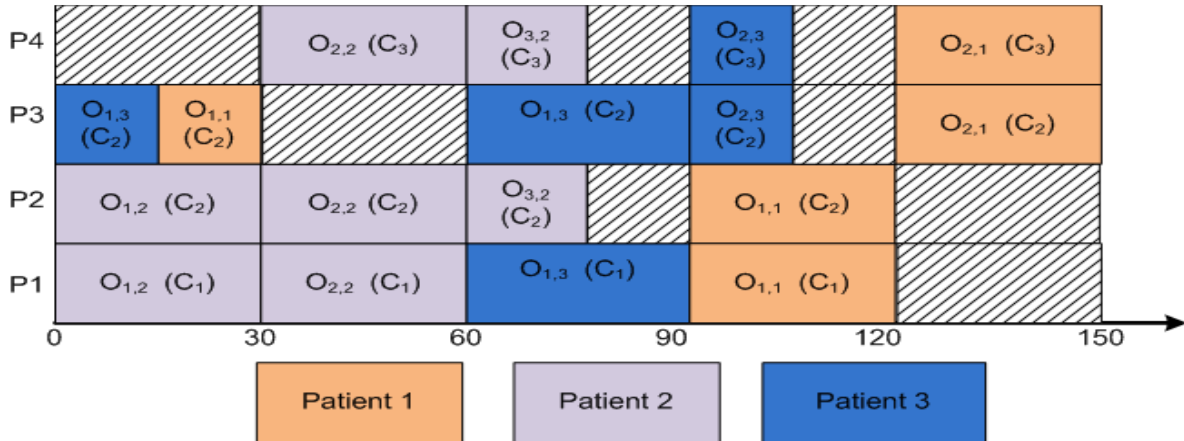 P4
O₂,₂ (C₃)
O₃,₂
(C₃)
O₂,₃
(C₃)
O₂,₁ (C₃)
P3
O₁,₃
(C₂)
O₁,₁
(C₂)
O₁,₃ (C₂)
O₂,₃
(C₂)
O₂,₁ (C₂)
P2
O₁,₂ (C₂)
O₂,₂ (C₂)
O₃,₂
(C₂)
O₁,₁ (C₂)
P1
O₁,₂ (C₁)
O₂,₂ (C₁)
O₁,₃ (C₁)
O₁,₁ (C₁)
0 30 60 90 120 150
Patient 1
Patient 2
Patient 3